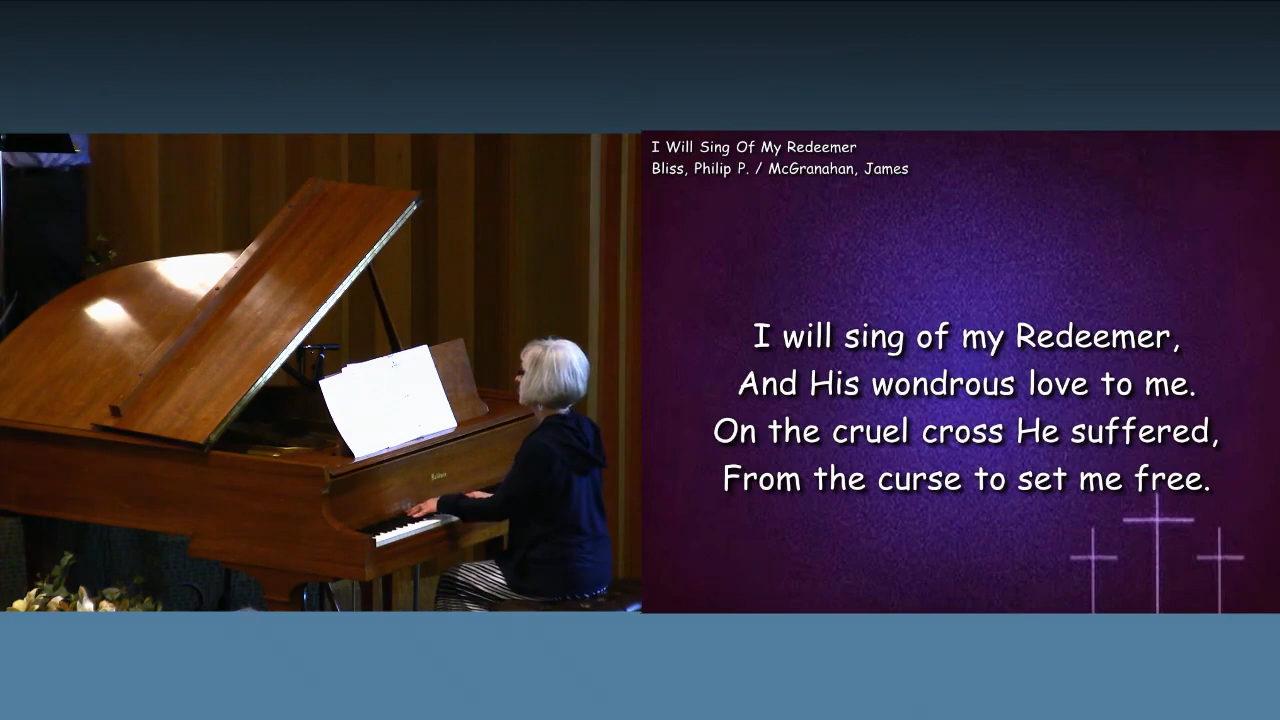 I Will Sing Of My Redeemer
Bliss, Philip P. / McGranahan, James
I will sing of my Redeemer,
And His wondrous love to me.
On the cruel cross He suffered,
From the curse to set me free.
Baldwin